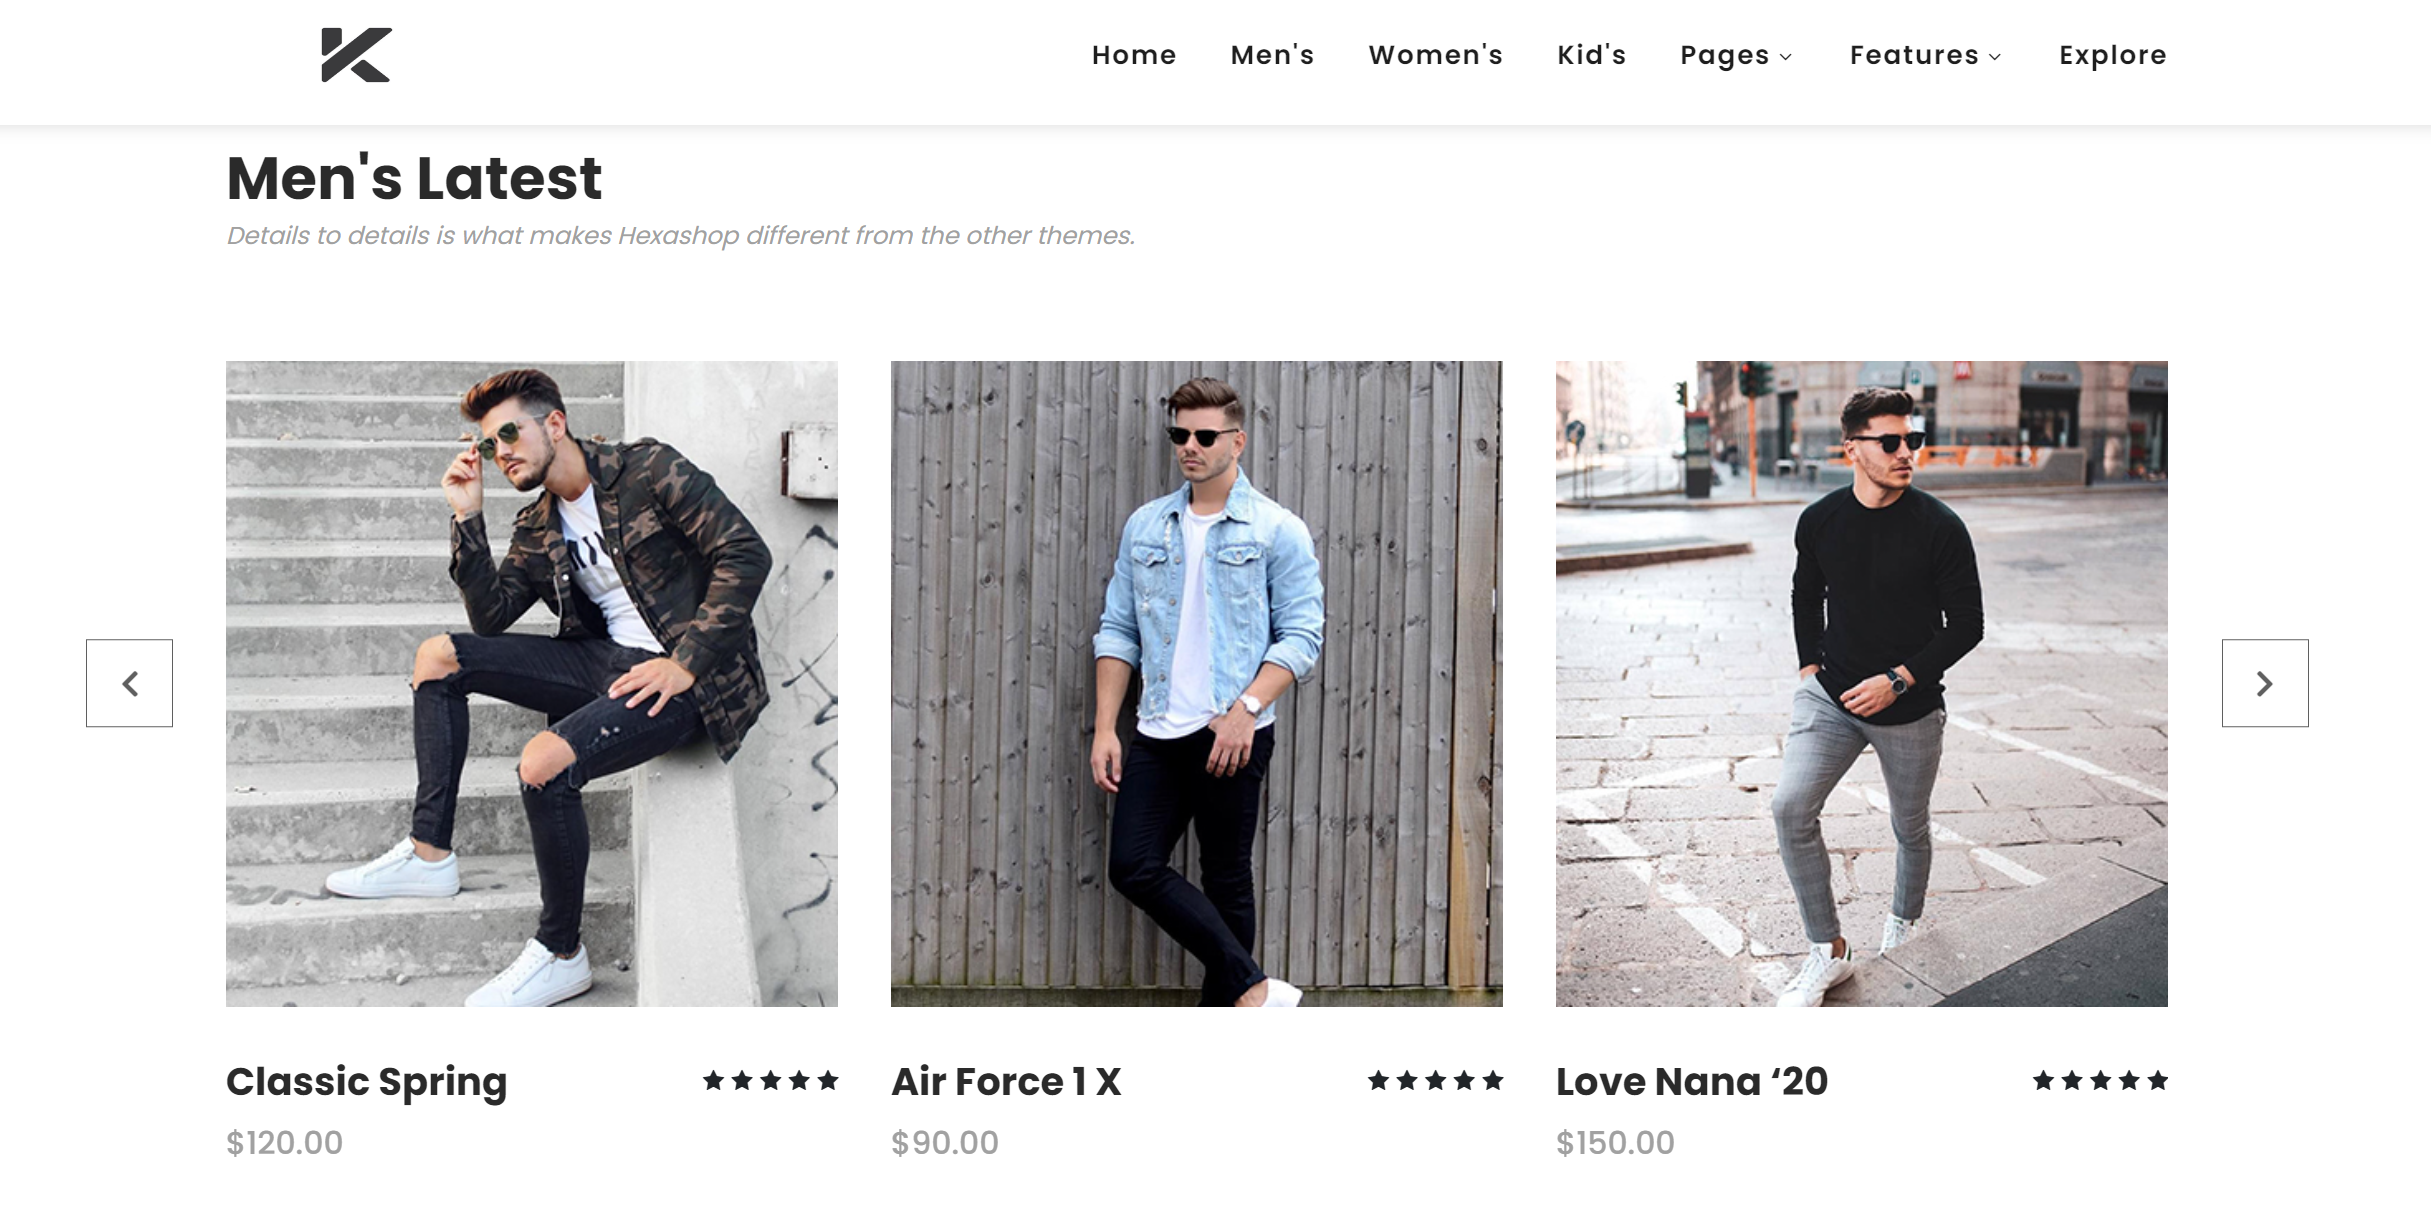 Home Men's Women's Kid's Pages Features Explore
Men's Latest
Details to details is what makes Hexashop different from the other themes.
Classic Spring
$120.00
Air Force 1 X
$90.00
Love Nana ‘20
$150.00